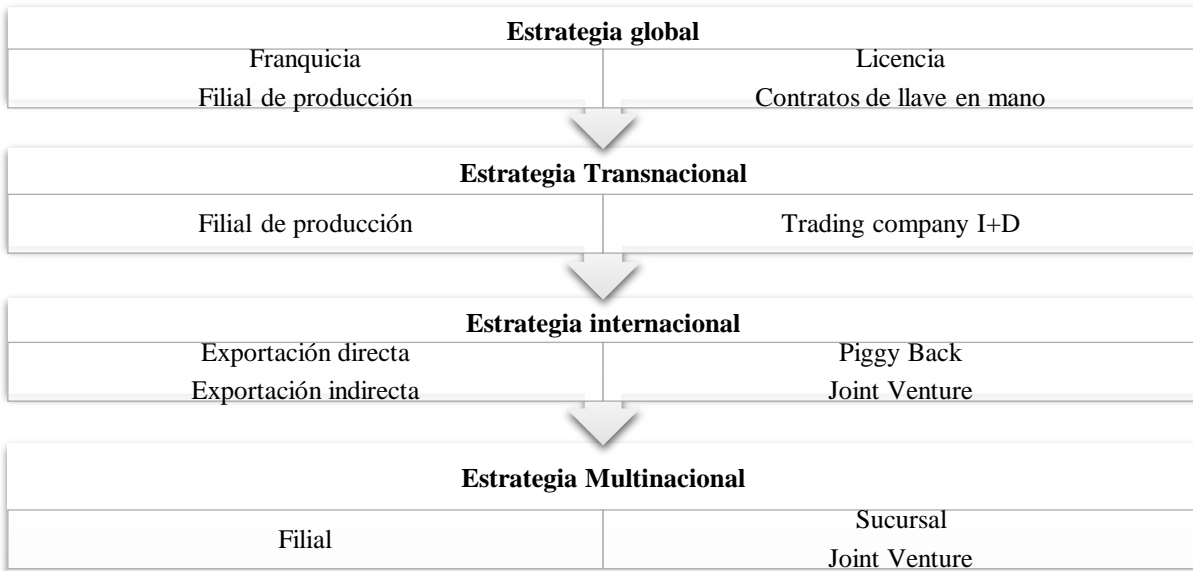 Estrategia global
Franquicia
Filial de producción
Licencia
Contratos de llave en mano
Estrategia Transnacional
Filial de producción
Trading company I+D
Estrategia internacional
Exportación directa
Exportación indirecta
Piggy Back
Joint Venture
Estrategia Multinacional
Filial
Sucursal
Joint Venture